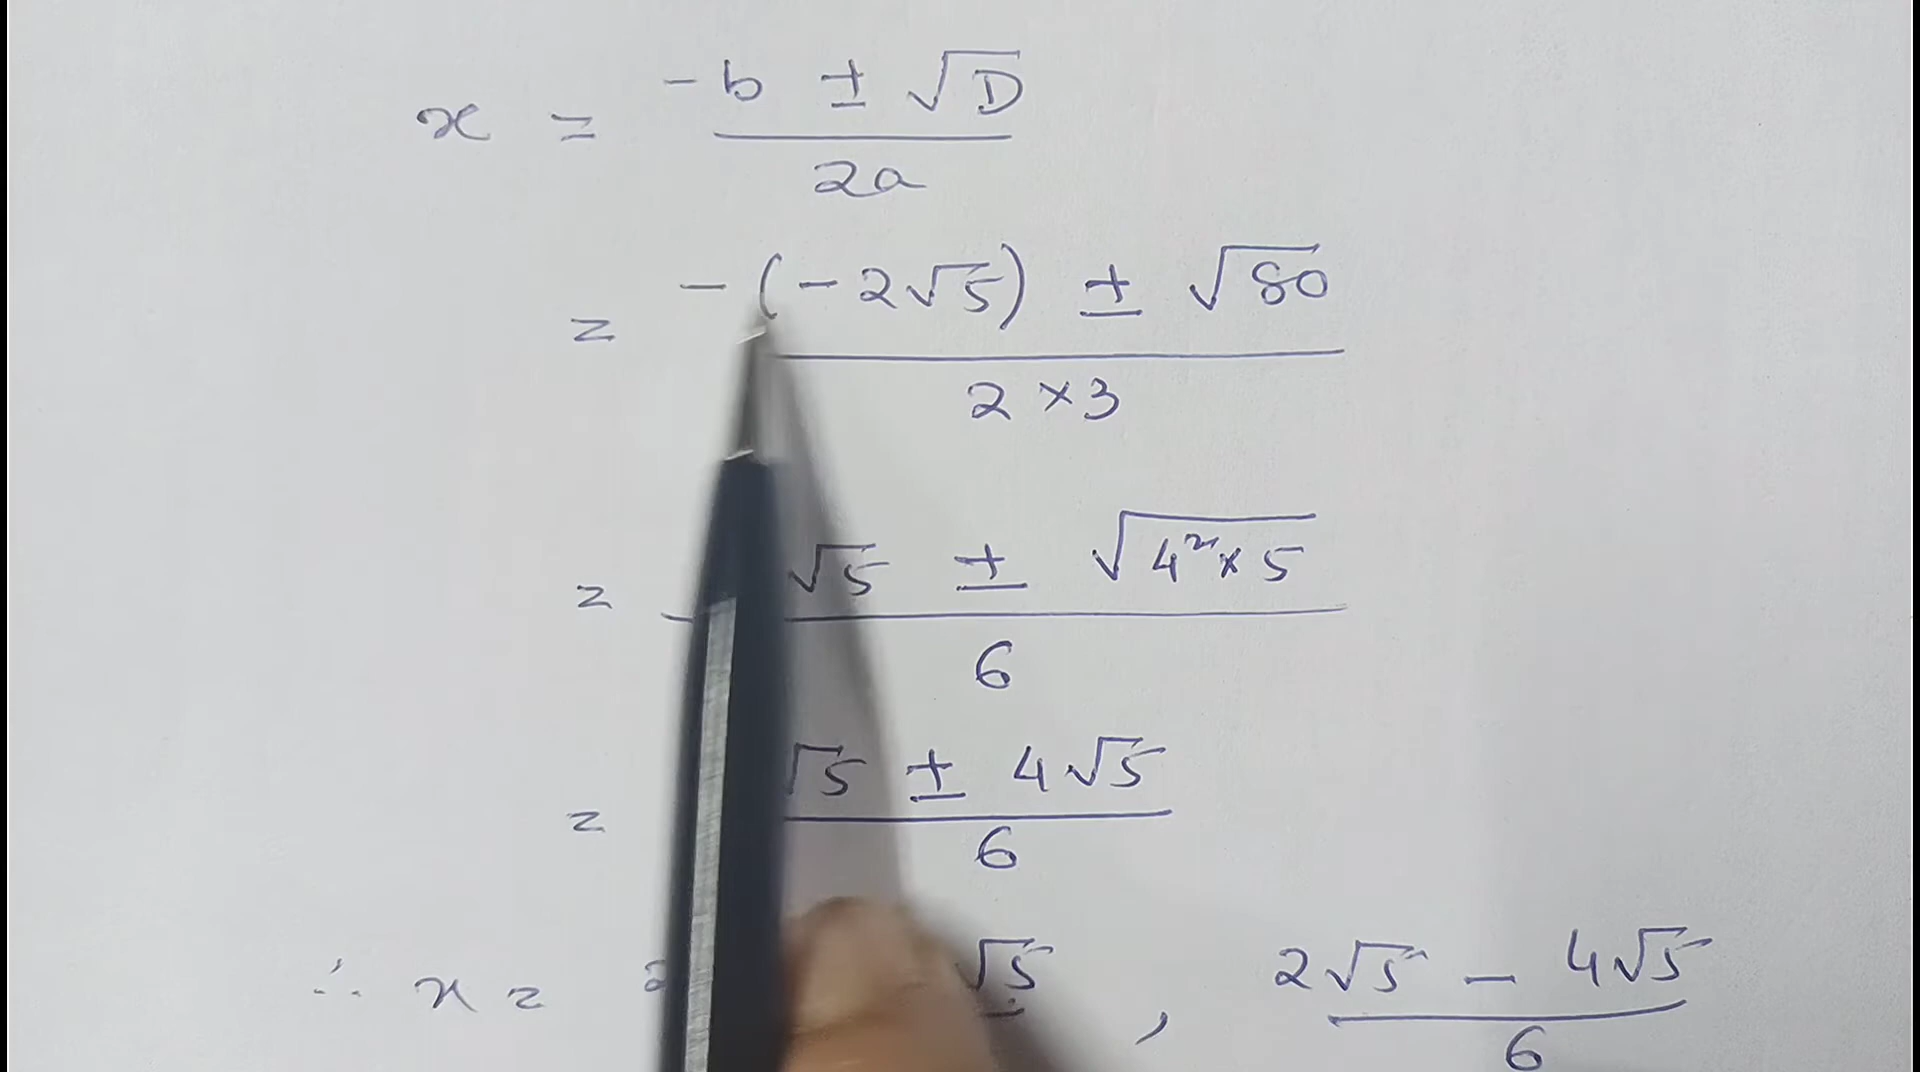 x = (-b ± √D) / 2a
= (-(-2√5) ± √80) / (2 × 3)
= (√5 ± √(4² × 5)) / 6
= (√5 ± 4√5) / 6
∴ x = 2 √5 , (2√5 - 4√5) / 6